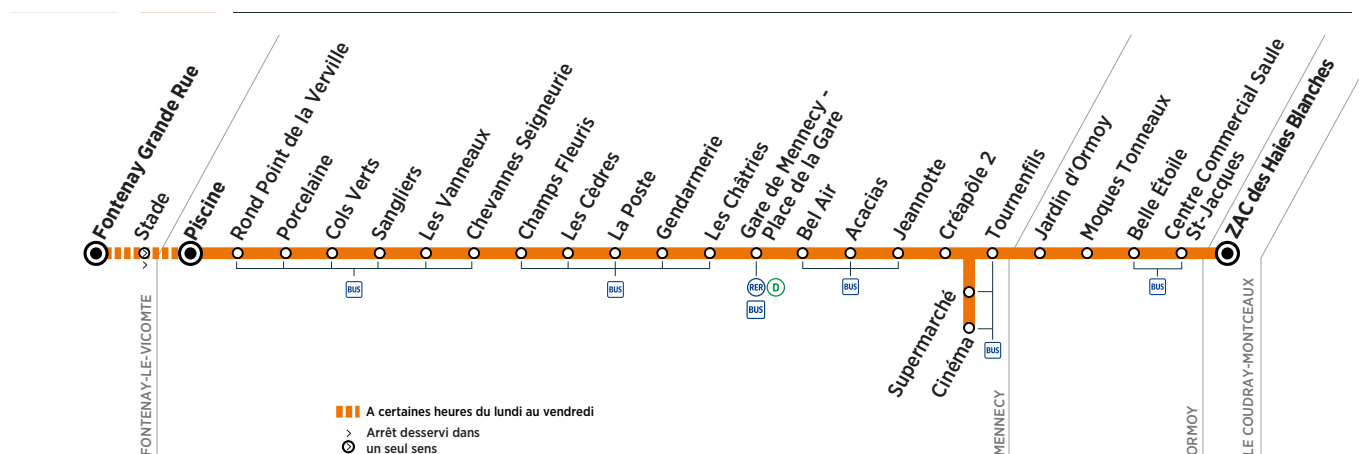 Fontenay Grande Rue
Stade
Piscine
Rond Point de la Verville
Porcelaine
Cols Verts
Sangliers
Les Vanneaux
Chevannes Seigneurie
Champs Fleuris
Les Cèdres
La Poste
Gendarmerie
Les Châtries
Gare de Mennecy -
Place de la Gare
Bel Air
Acacias
Jeannotte
Créapôle 2
Tournenfils
Jardin d'Ormoy
Moques Tonneaux
Belle Étoile
Centre Commercial Saule
St-Jacques
ZAC des Haies Blanches
BUS
BUS
RER D
BUS
BUS
BUS
Supermarché
Cinéma
BUS
FONTENAY-LE-VICOMTE
MENNECY
ORMOY
LE COUDRAY-MONTCEAUX
A certaines heures du lundi au vendredi
Arrêt desservi dans
un seul sens